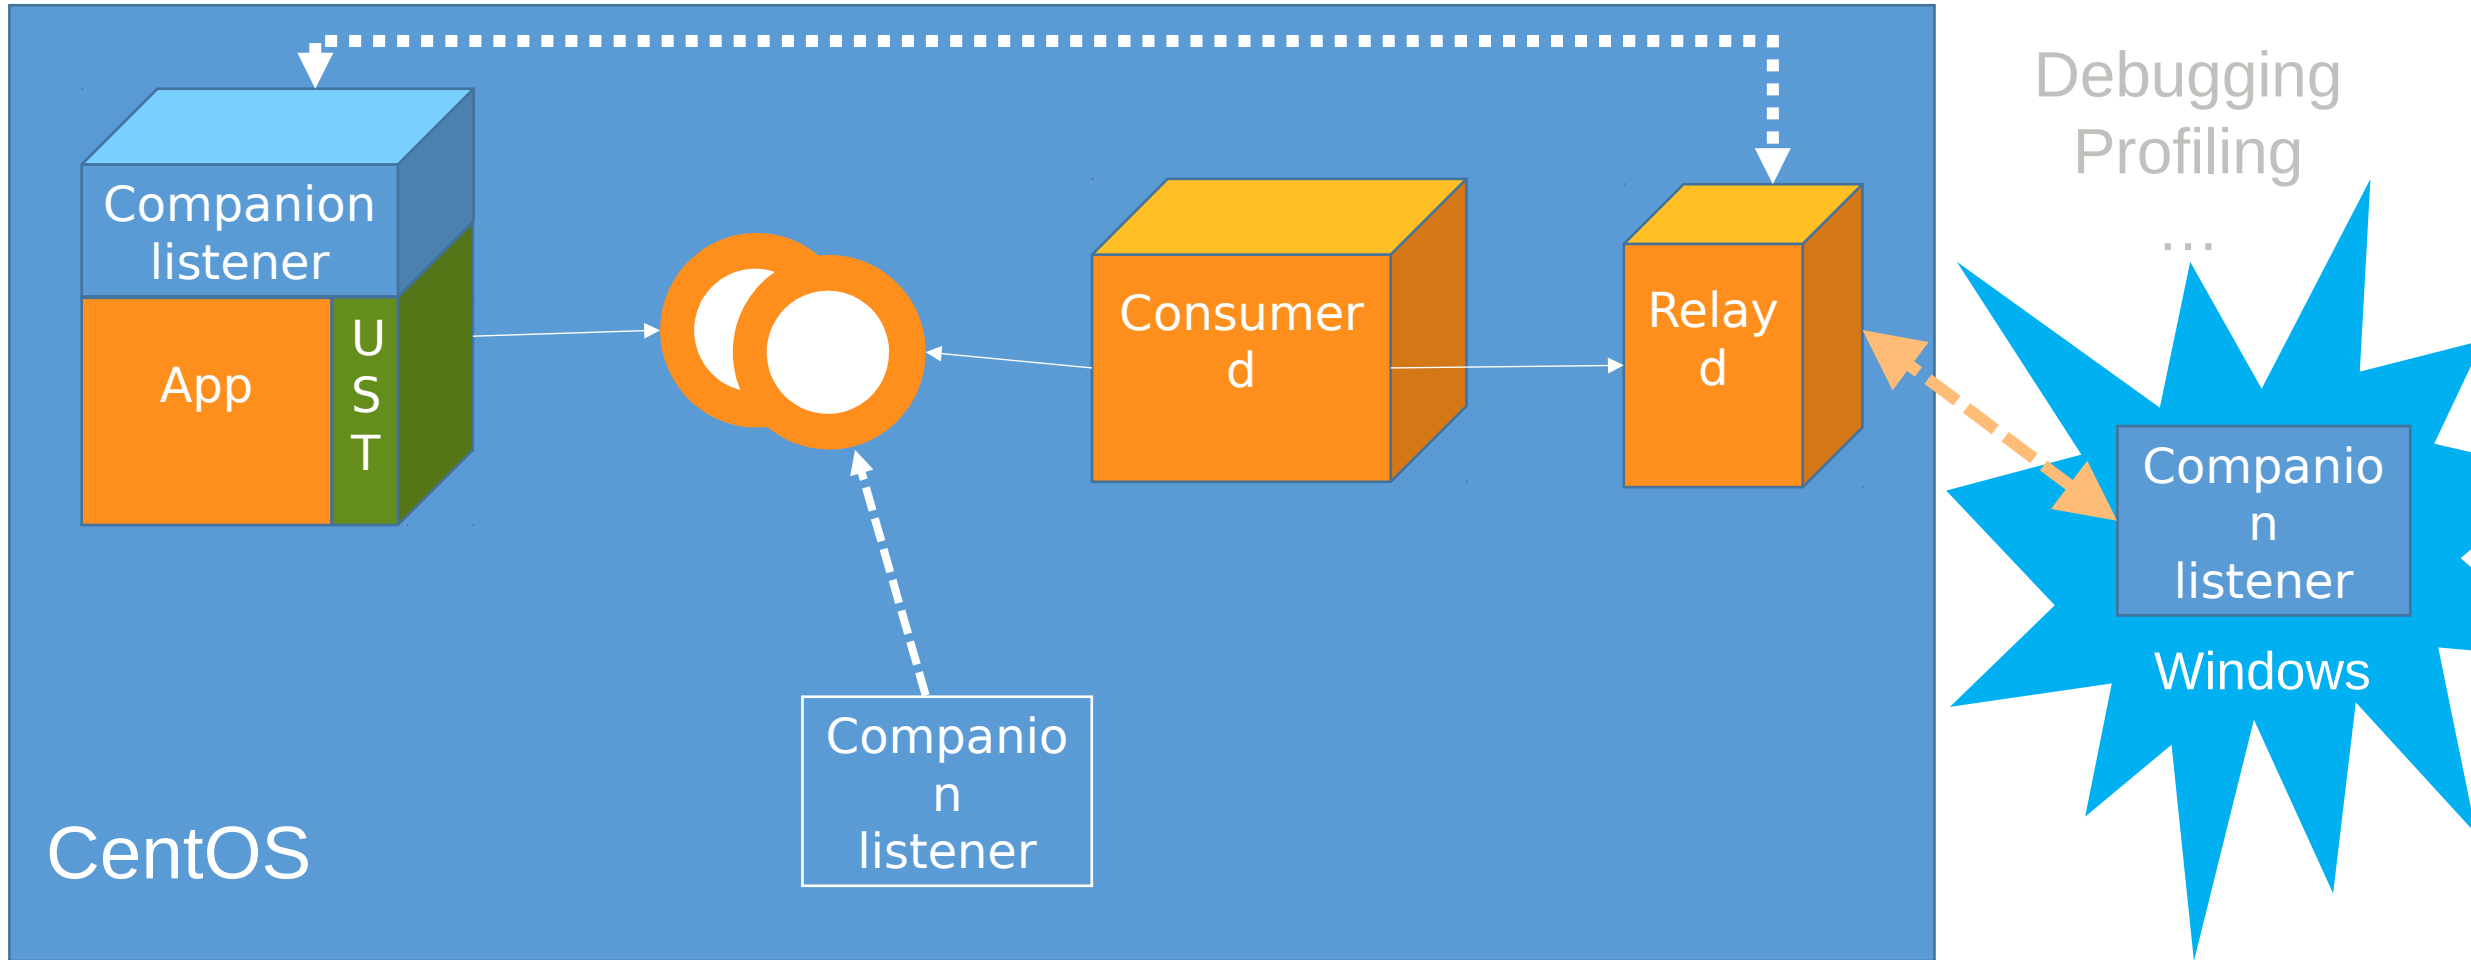 Debugging
Profiling
...
Companion
listener
App
U
S
T
Consumer
d
Relay
d
Companio
n
listener
Windows
Companio
n
listener
CentOS